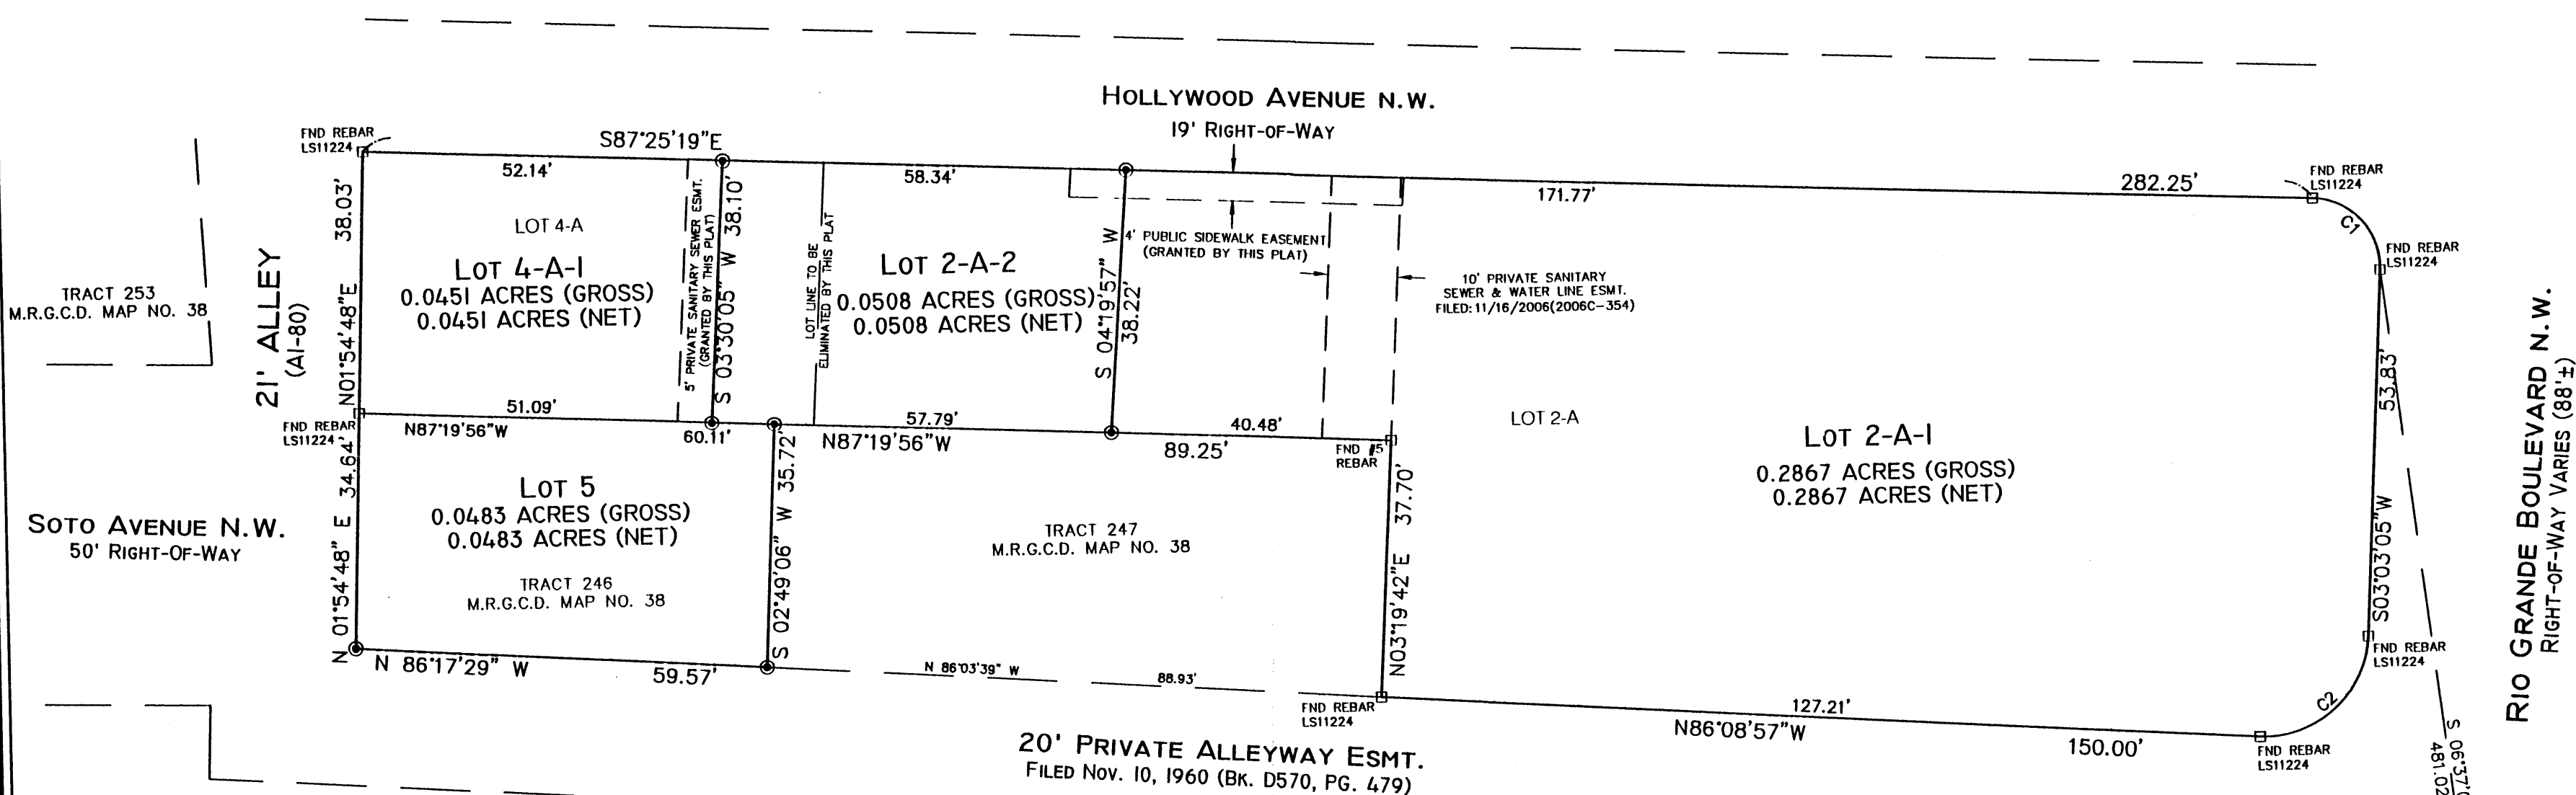 HOLLYWOOD AVENUE N.W.
19' RIGHT-OF-WAY
FND REBAR
LS11224
S87°25'19"E
52.14'
58.34'
171.77'
282.25'
FND REBAR
LS11224
C1
FND REBAR
LS11224
TRACT 253
M.R.G.C.D. MAP NO. 38
21' ALLEY
(A1-80)
N01°54'48"E
38.03'
LOT 4-A
LOT 4-A-1
0.0451 ACRES (GROSS)
0.0451 ACRES (NET)
5' PRIVATE SANITARY SEWER ESMT.
(GRANTED BY THIS PLAT)
S 03°30'05" W 38.10'
LOT LINE TO BE
ELIMINATED BY THIS PLAT
LOT 2-A-2
0.0508 ACRES (GROSS)
0.0508 ACRES (NET)
S 04°19'57" W
38.22'
4' PUBLIC SIDEWALK EASEMENT
(GRANTED BY THIS PLAT)
10' PRIVATE SANITARY
SEWER & WATER LINE ESMT.
FILED: 11/16/2006(2006C-354)
LOT 2-A
LOT 2-A-1
0.2867 ACRES (GROSS)
0.2867 ACRES (NET)
53.83'
S03°03'05"W
RIO GRANDE BOULEVARD N.W.
RIGHT-OF-WAY VARIES (88'±)
FND REBAR
LS11224
51.09'
N87°19'56"W
60.11'
57.79'
N87°19'56"W
89.25'
40.48'
FND #5
REBAR
N 01°54'48" E 34.64'
LOT 5
0.0483 ACRES (GROSS)
0.0483 ACRES (NET)
TRACT 246
M.R.G.C.D. MAP NO. 38
S 02°49'06" W 35.72'
TRACT 247
M.R.G.C.D. MAP NO. 38
N03°19'42"E 37.70'
SOTO AVENUE N.W.
50' RIGHT-OF-WAY
N 86°17'29" W
59.57'
N 86°03'39" W
88.93'
FND REBAR
LS11224
127.21'
N86°08'57"W
150.00'
FND REBAR
LS11224
C2
FND REBAR
LS11224
S 06°37'
481.02
20' PRIVATE ALLEYWAY ESMT.
FILED NOV. 10, 1960 (BK. D570, PG. 479)